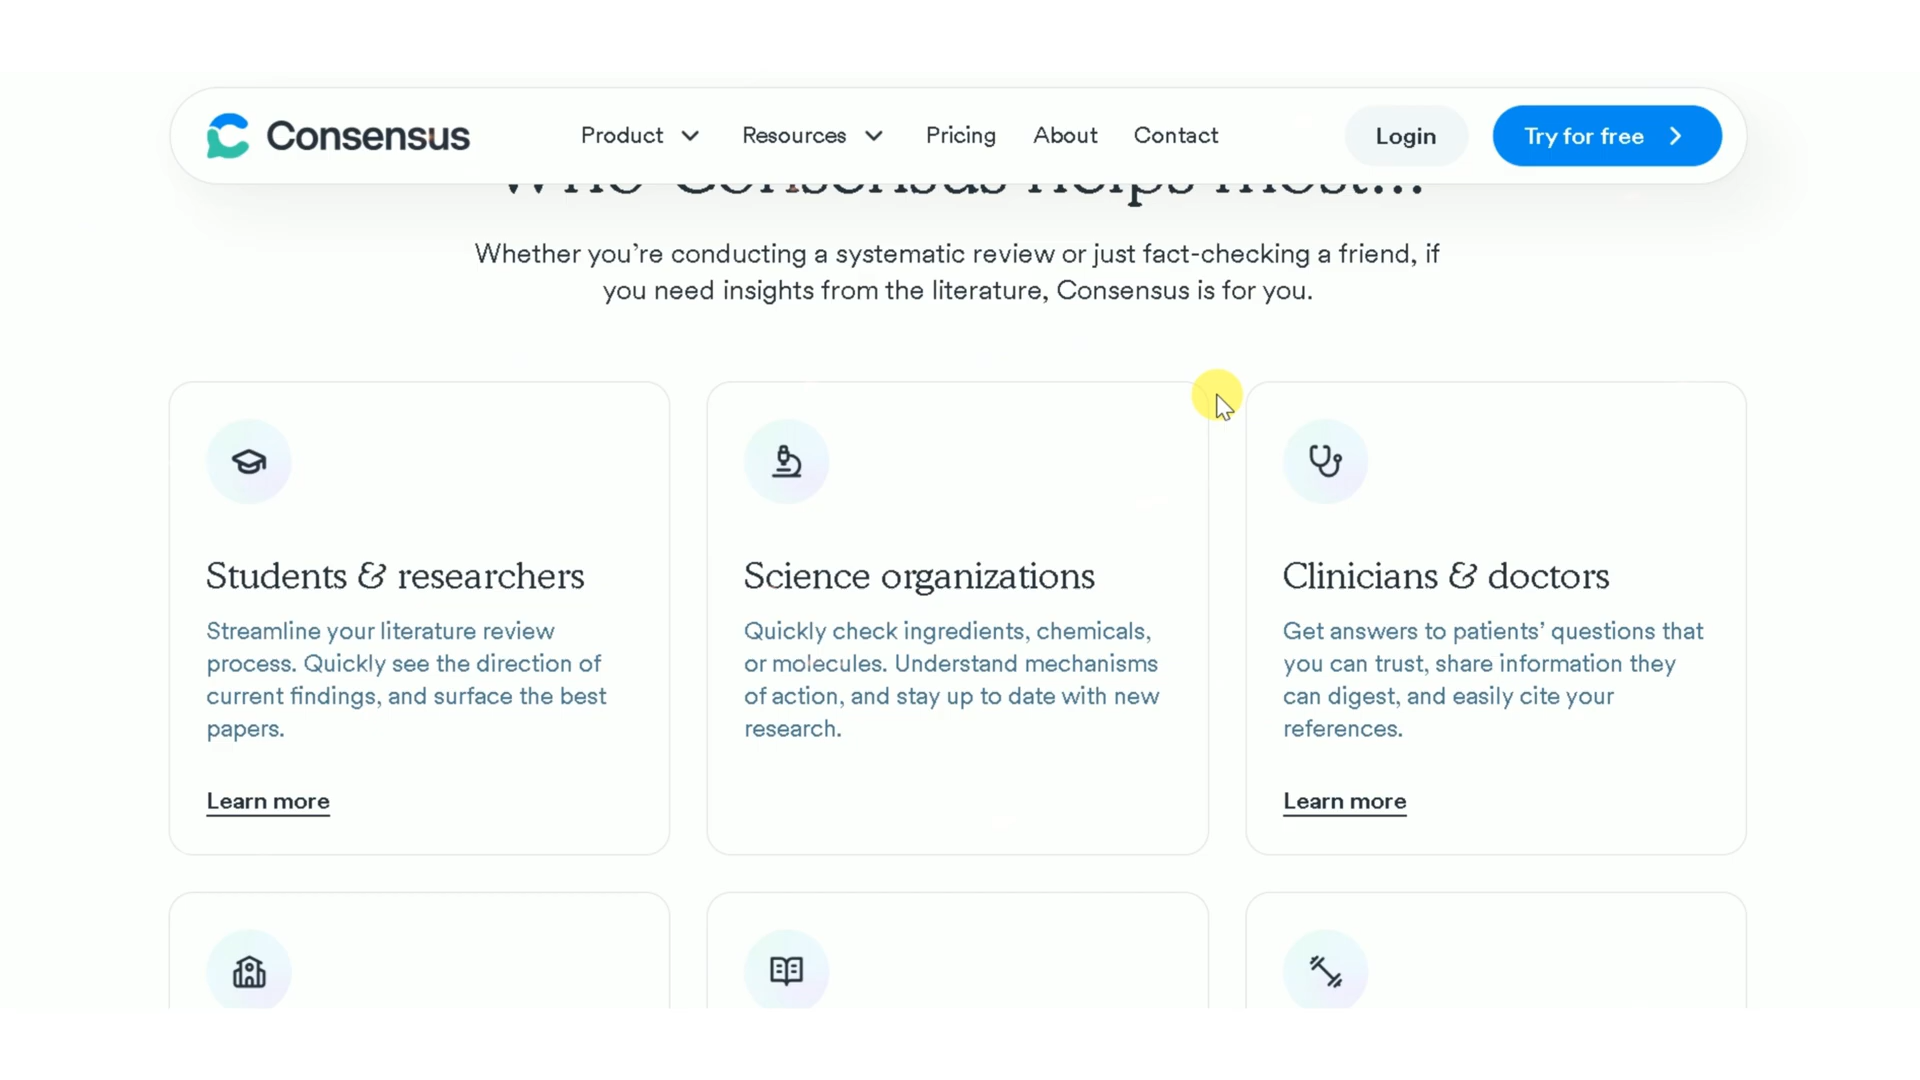 Consensus
Product
Resources
Pricing
About
Contact
Login
Try for free
Who Consensus helps most...
Whether you’re conducting a systematic review or just fact-checking a friend, if
you need insights from the literature, Consensus is for you.
Students & researchers
Streamline your literature review
process. Quickly see the direction of
current findings, and surface the best
papers.
Learn more
Science organizations
Quickly check ingredients, chemicals,
or molecules. Understand mechanisms
of action, and stay up to date with new
research.
Clinicians & doctors
Get answers to patients’ questions that
you can trust, share information they
can digest, and easily cite your
references.
Learn more